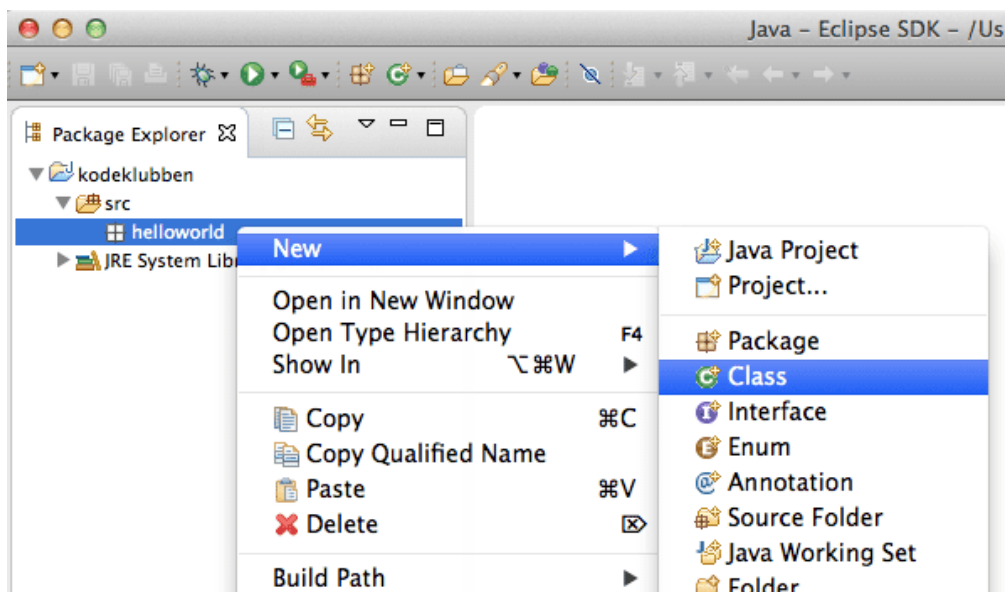 Java – Eclipse SDK – /Us
Package Explorer
kodeklubben
src
helloworld
JRE System Lib
New
Open in New Window
Open Type Hierarchy F4
Show In ⌥⌘W
Copy ⌘C
Copy Qualified Name
Paste ⌘V
Delete ⌦
Build Path
Java Project
Project...
Package
Class
Interface
Enum
Annotation
Source Folder
Java Working Set
Folder